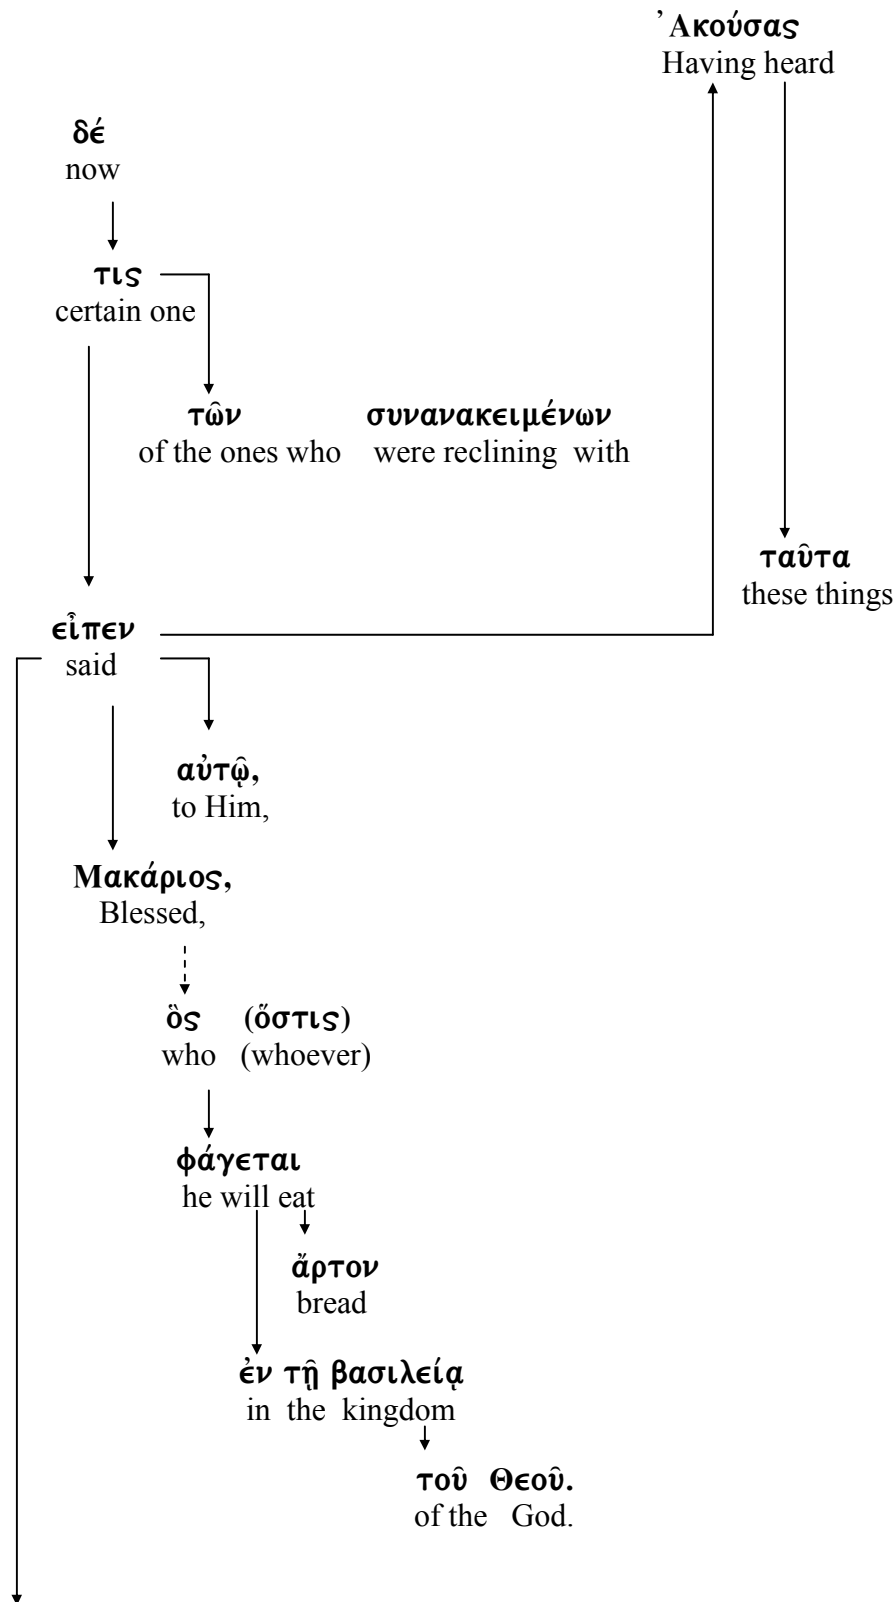 Ἀκούσας
Having heard
δέ
now
τις
certain one
τῶν συνανακειμένων
of the ones who were reclining with
ταῦτα
these things
εἶπεν
said
αὐτῷ,
to Him,
Μακάριος,
Blessed,
ὃς (ὅστις)
who (whoever)
φάγεται
he will eat
ἄρτον
bread
ἐν τῇ βασιλείᾳ
in the kingdom
τοῦ Θεοῦ.
of the God.